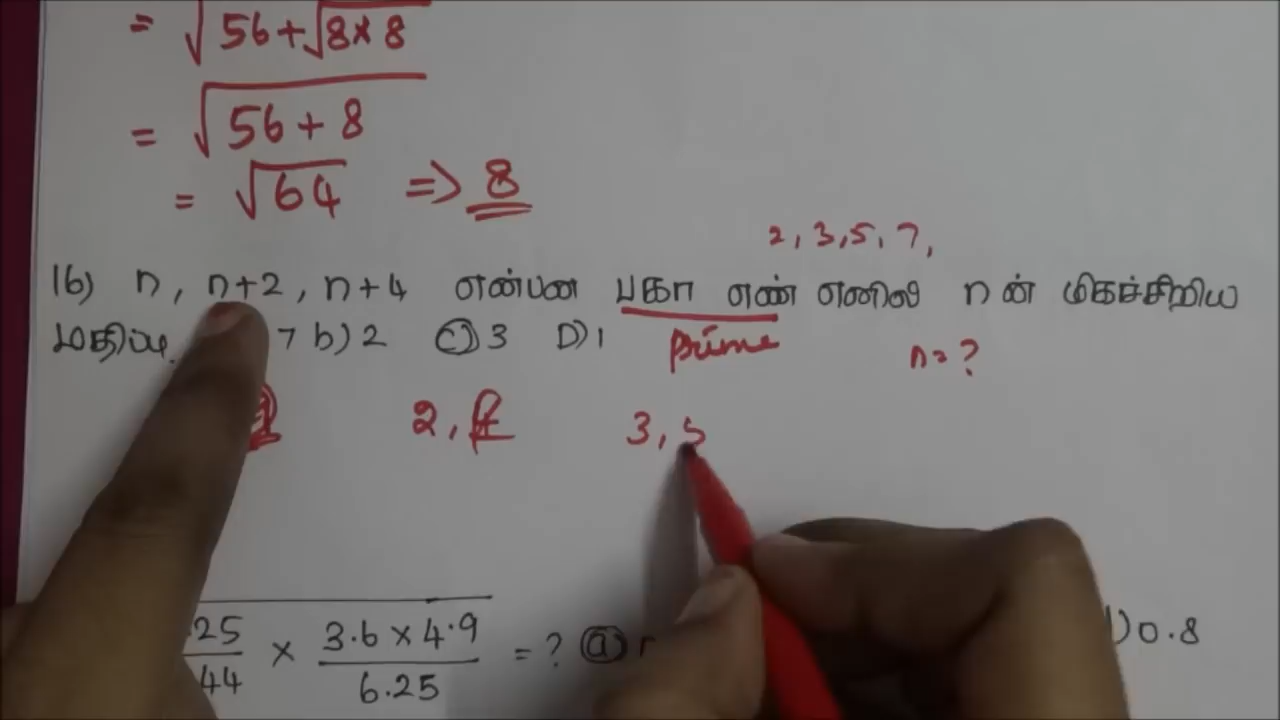 = √56+√8×8
= √56 + 8
= √64 => 8
2, 3, 5, 7,
16) n, n+2, n+4 என்பன பகா எண் எனில் n ன் மிகச்சிறிய
மதிப்பு 7 b) 2 c) 3 D) 1
prime n = ?
2, 4 3, 5
.25 × 3.6 × 4.9 = ? a) ) 0.8
.44 6.25